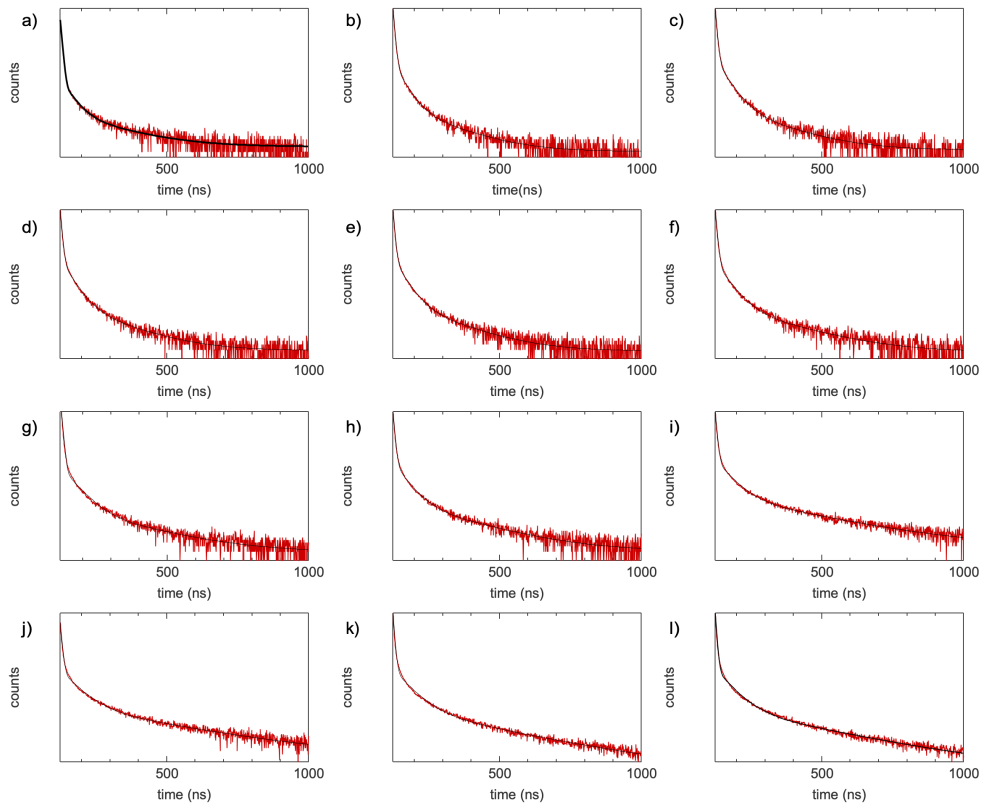 a) b) c)
counts counts counts
500 1000 500 1000 500 1000
time (ns) time(ns) time (ns)
d) e) f)
counts counts counts
500 1000 500 1000 500 1000
time (ns) time (ns) time (ns)
g) h) i)
counts counts counts
500 1000 500 1000 500 1000
time (ns) time (ns) time (ns)
j) k) l)
counts counts counts
500 1000 500 1000 500 1000
time (ns) time (ns) time (ns)